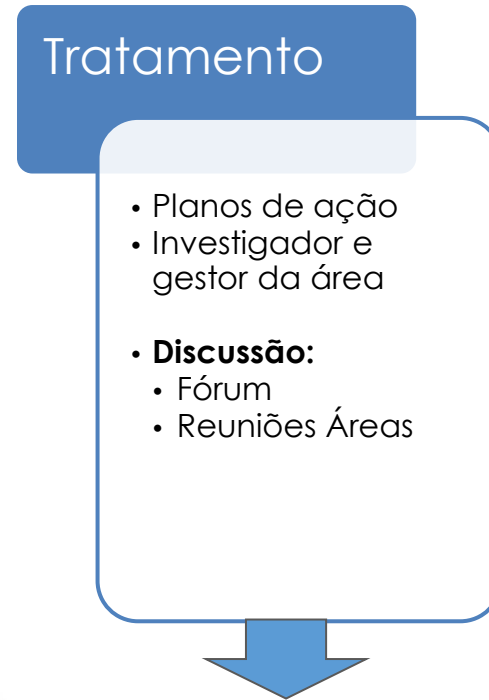 Tratamento
• Planos de ação
• Investigador e
gestor da área
• Discussão:
• Fórum
• Reuniões Áreas